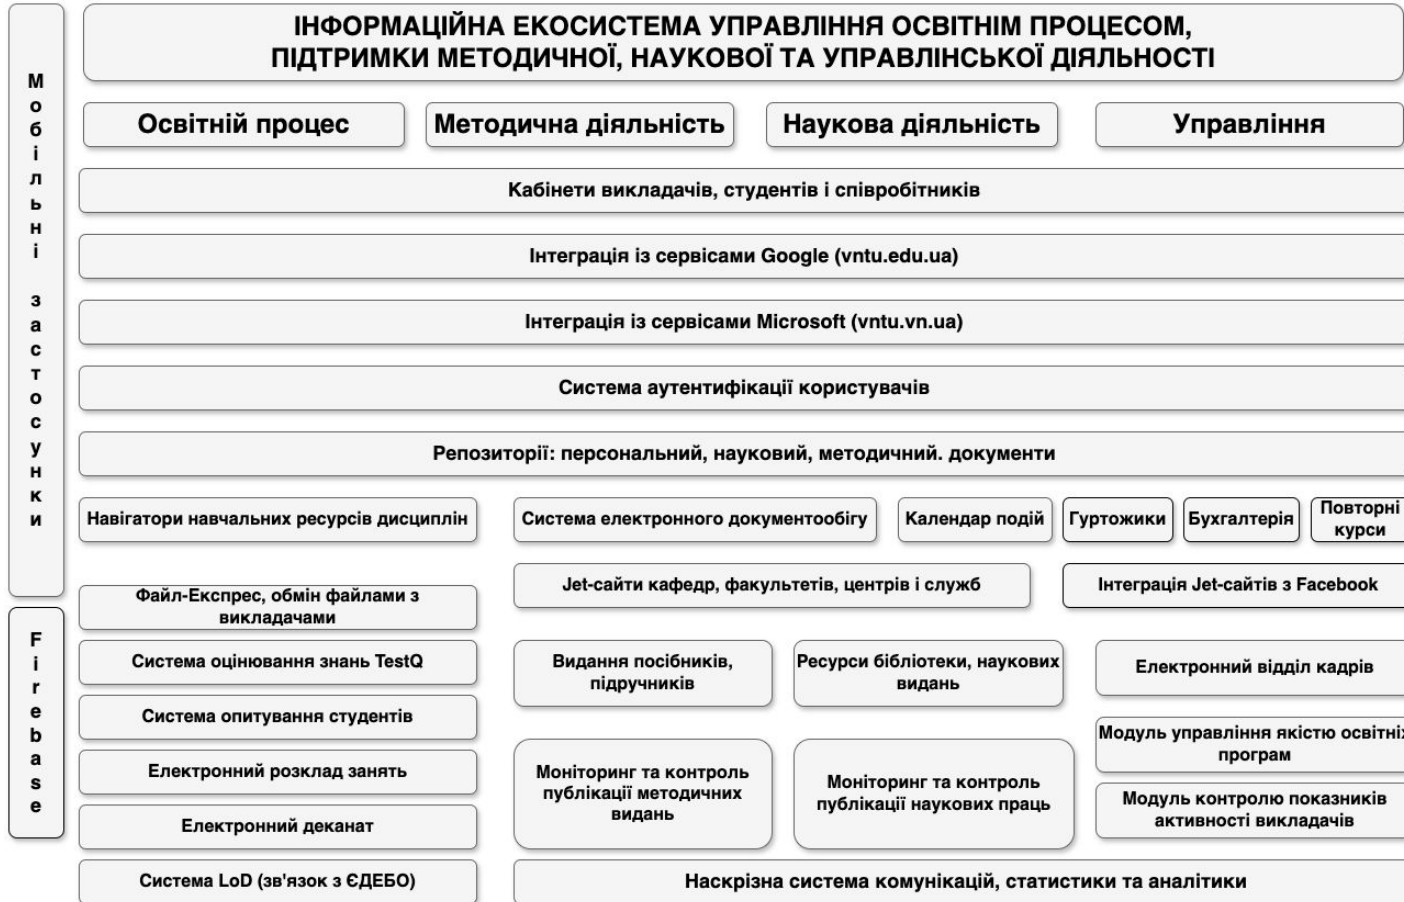 ІНФОРМАЦІЙНА ЕКОСИСТЕМА УПРАВЛІННЯ ОСВІТНІМ ПРОЦЕСОМ,
ПІДТРИМКИ МЕТОДИЧНОЇ, НАУКОВОЇ ТА УПРАВЛІНСЬКОЇ ДІЯЛЬНОСТІ
Мобільні застосунки
Освітній процес
Методична діяльність
Наукова діяльність
Управління
Кабінети викладачів, студентів і співробітників
Інтеграція із сервісами Google (vntu.edu.ua)
Інтеграція із сервісами Microsoft (vntu.vn.ua)
Система аутентифікації користувачів
Репозиторії: персональний, науковий, методичний. документи
Навігатори навчальних ресурсів дисциплін
Система електронного документообігу
Календар подій
Гуртожики
Бухгалтерія
Повторні
курси
Jet-сайти кафедр, факультетів, центрів і служб
Інтеграція Jet-сайтів з Facebook
Файл-Експрес, обмін файлами з
викладачами
Firebase
Система оцінювання знань TestQ
Видання посібників,
підручників
Ресурси бібліотеки, наукових
видань
Електронний відділ кадрів
Система опитування студентів
Модуль управління якістю освітніх
програм
Електронний розклад занять
Моніторинг та контроль
публікації методичних
видань
Моніторинг та контроль
публікації наукових праць
Модуль контролю показників
активності викладачів
Електронний деканат
Система LoD (зв'язок з ЄДЕБО)
Наскрізна система комунікацій, статистики та аналітики